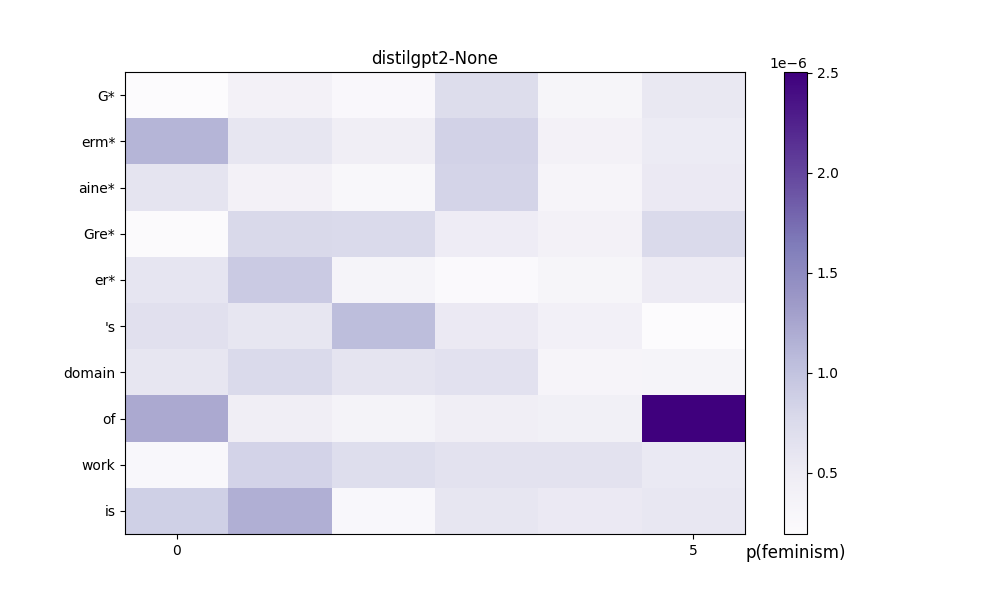 distilgpt2-None
1e−6
G*
erm*
aine*
Gre*
er*
's
domain
of
work
is
0
5
2.5
2.0
1.5
1.0
0.5
p(feminism)